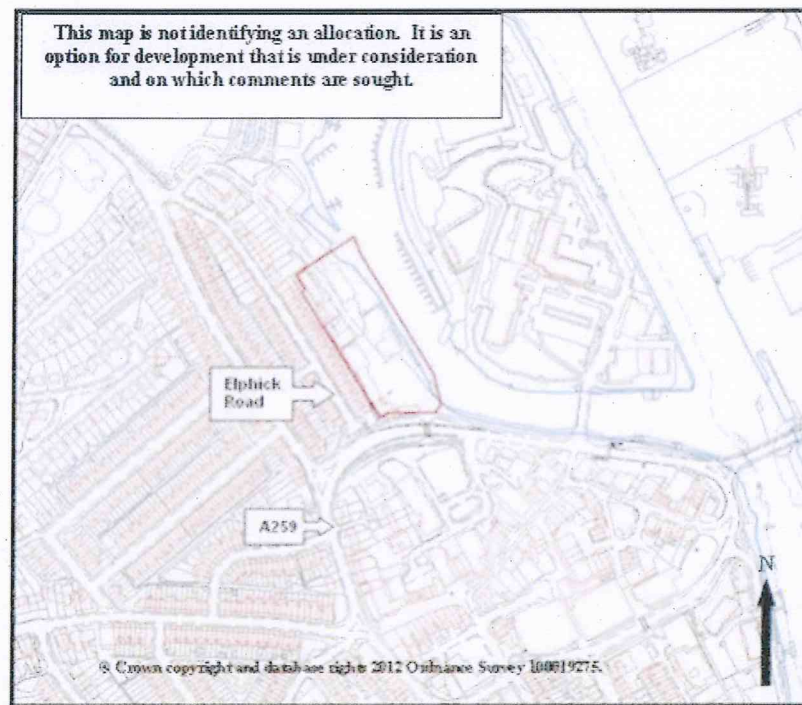 This map is not identifying an allocation. It is an
option for development that is under consideration
and on which comments are sought.
Elphick
Road
A259
N
© Crown copyright and database rights 2012 Ordnance Survey 100019275.